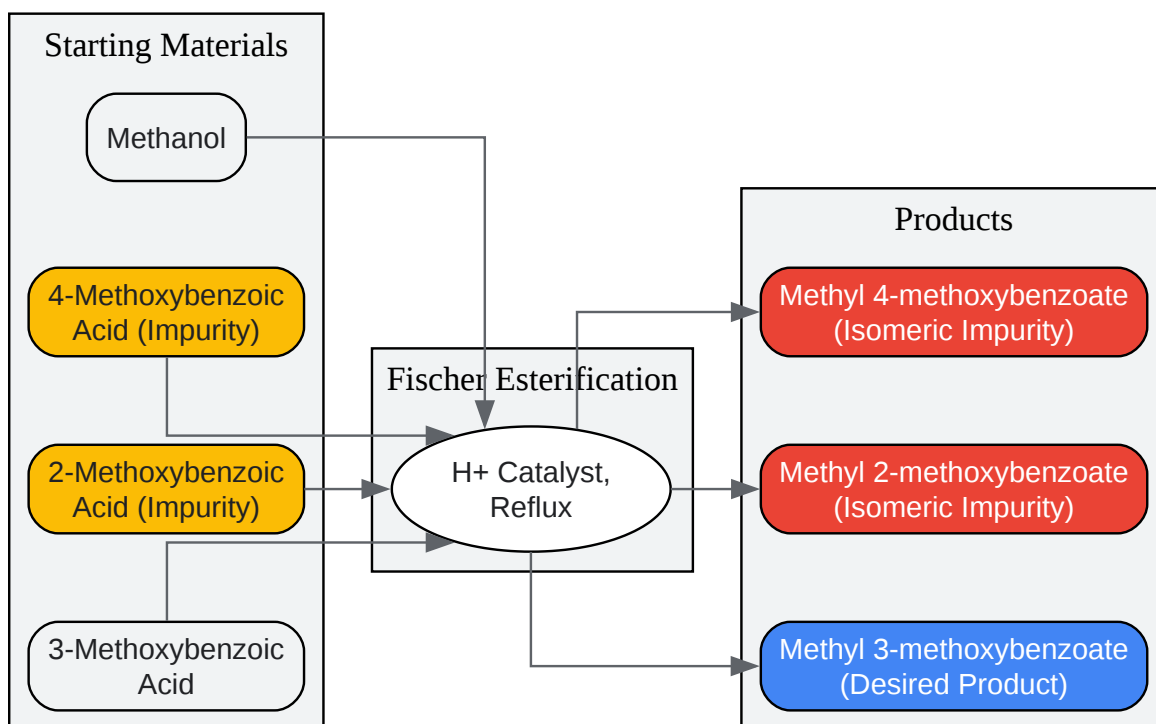 Starting Materials
Methanol
4-Methoxybenzoic
Acid (Impurity)
2-Methoxybenzoic
Acid (Impurity)
3-Methoxybenzoic
Acid
Fischer Esterification
H+ Catalyst,
Reflux
Products
Methyl 4-methoxybenzoate
(Isomeric Impurity)
Methyl 2-methoxybenzoate
(Isomeric Impurity)
Methyl 3-methoxybenzoate
(Desired Product)